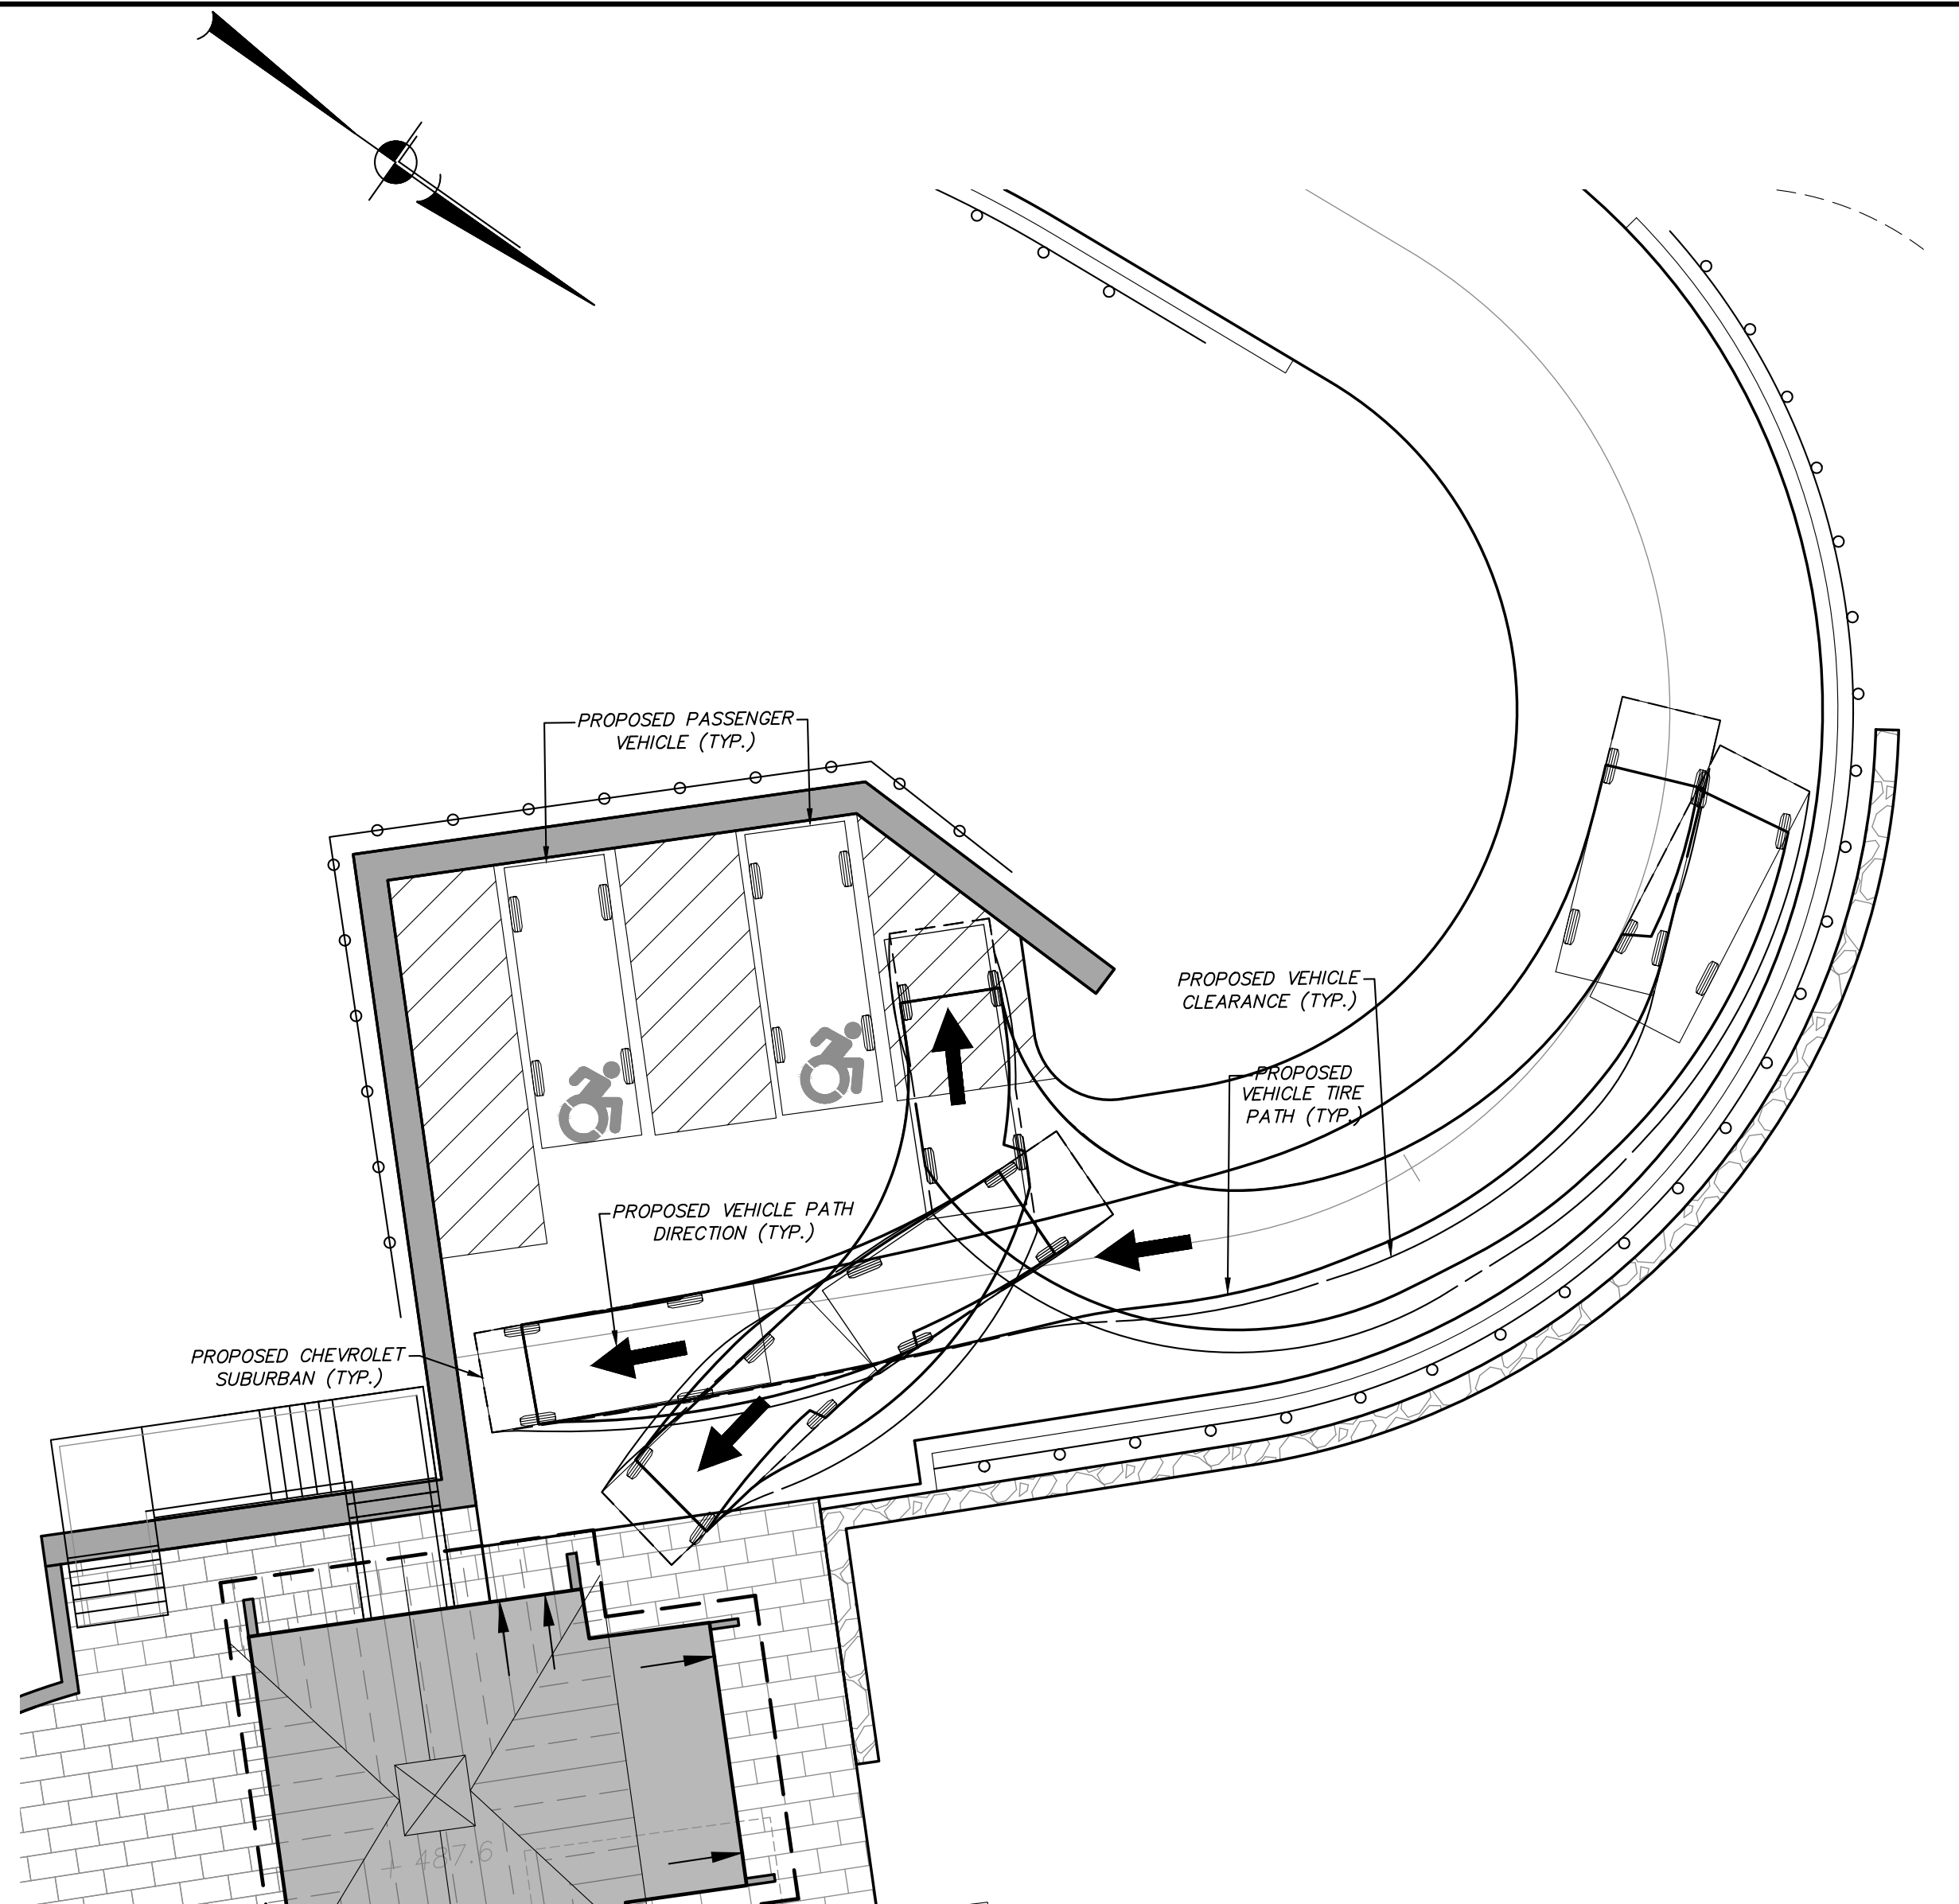 PROPOSED PASSENGER
VEHICLE (TYP.)
PROPOSED VEHICLE
CLEARANCE (TYP.)
PROPOSED
VEHICLE TIRE
PATH (TYP.)
PROPOSED VEHICLE PATH
DIRECTION (TYP.)
PROPOSED CHEVROLET
SUBURBAN (TYP.)
487.6